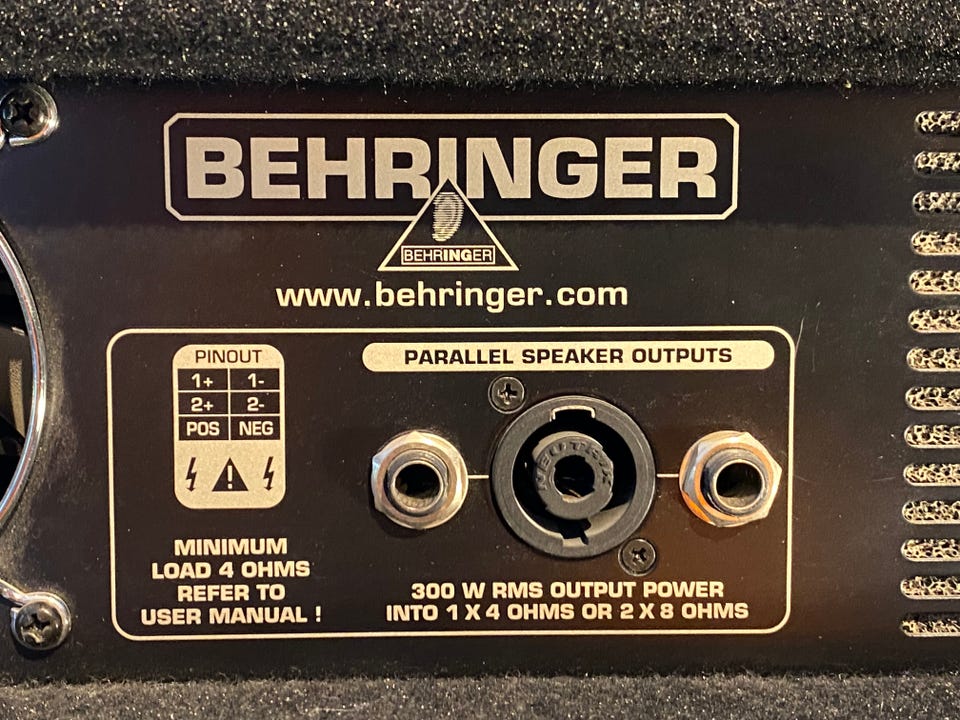 BEHRINGER
BEHRINGER
www.behringer.com
PINOUT
1+ 1-
2+ 2-
POS NEG
MINIMUM
LOAD 4 OHMS
REFER TO
USER MANUAL !
PARALLEL SPEAKER OUTPUTS
NEUTRIK
300 W RMS OUTPUT POWER
INTO 1 X 4 OHMS OR 2 X 8 OHMS